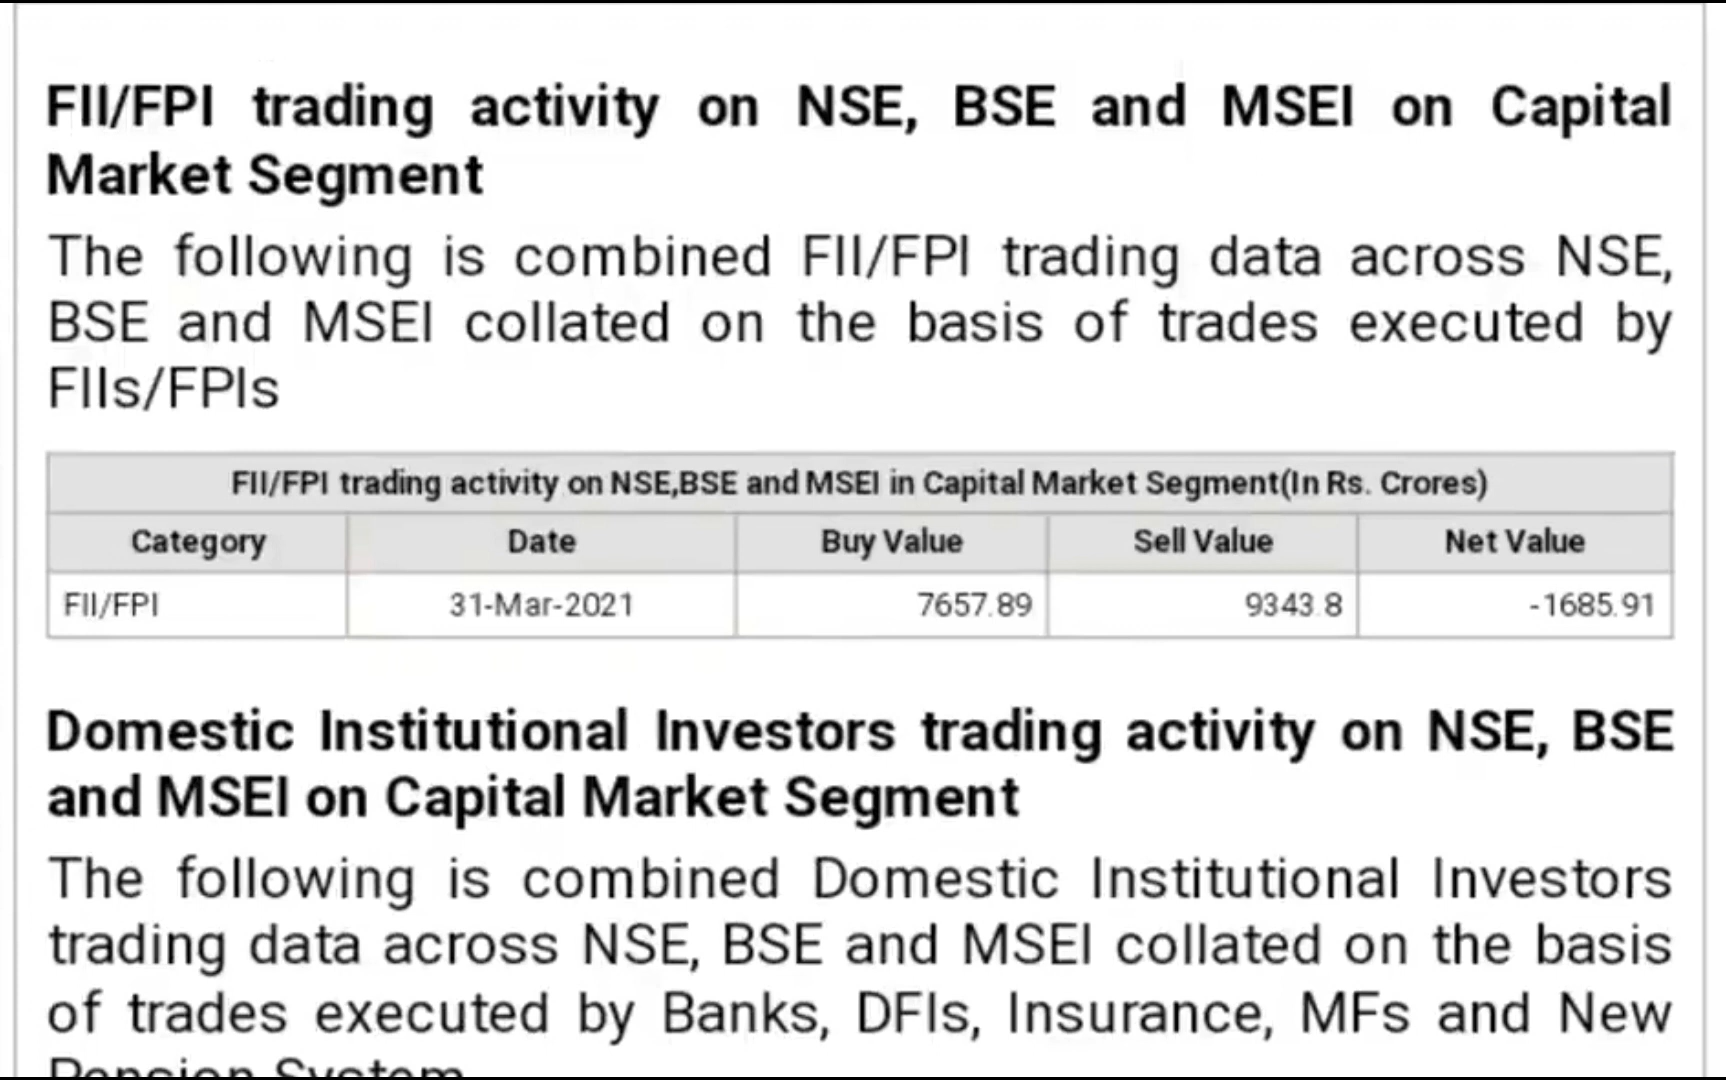 FII/FPI trading activity on NSE, BSE and MSEI on Capital
Market Segment
The following is combined FII/FPI trading data across NSE,
BSE and MSEI collated on the basis of trades executed by
FIIs/FPIs
FII/FPI trading activity on NSE,BSE and MSEI in Capital Market Segment(In Rs. Crores)
Category Date Buy Value Sell Value Net Value
FII/FPI 31-Mar-2021 7657.89 9343.8 -1685.91
Domestic Institutional Investors trading activity on NSE, BSE
and MSEI on Capital Market Segment
The following is combined Domestic Institutional Investors
trading data across NSE, BSE and MSEI collated on the basis
of trades executed by Banks, DFIs, Insurance, MFs and New
Pension System